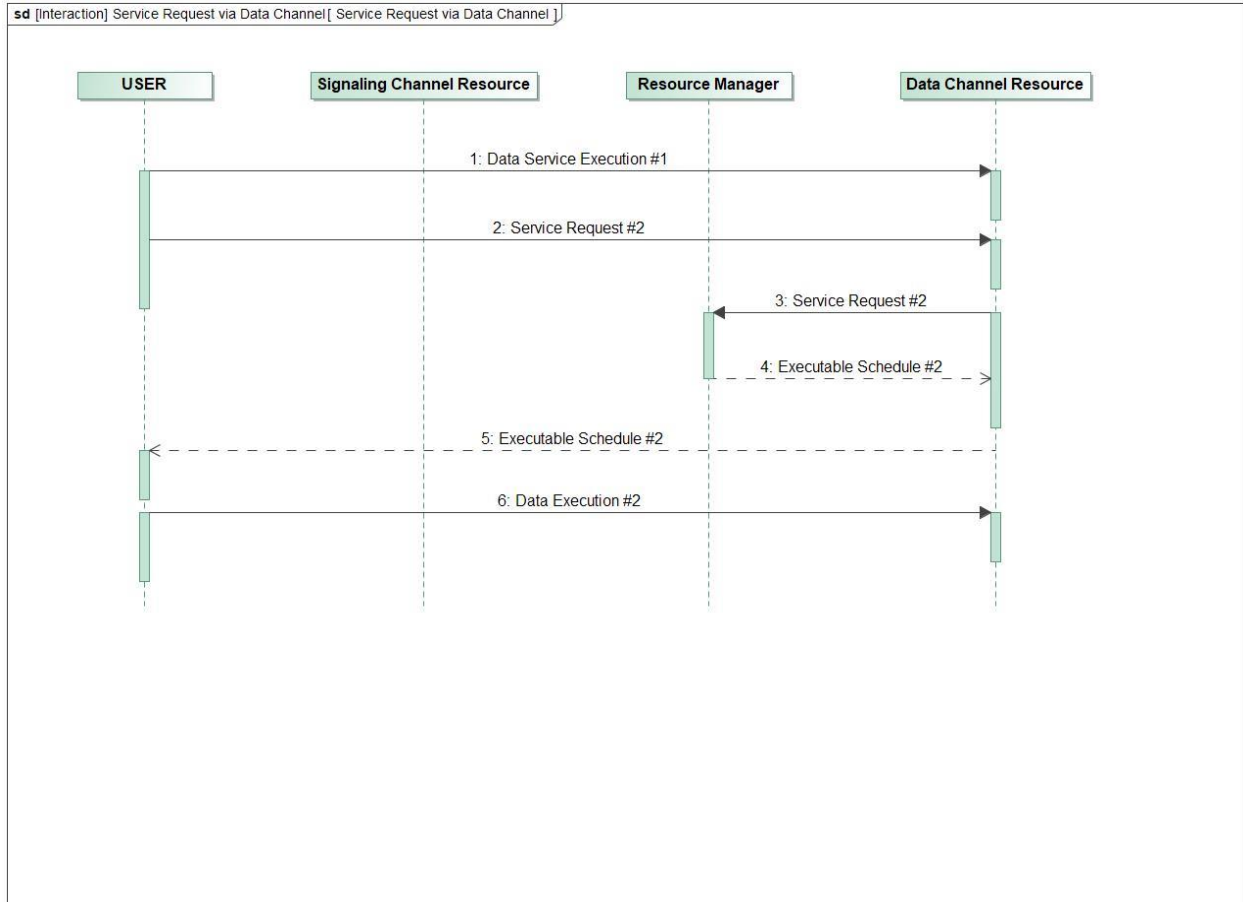 sd [Interaction] Service Request via Data Channel[ Service Request via Data Channel ]
USER Signaling Channel Resource Resource Manager Data Channel Resource
1: Data Service Execution #1
2: Service Request #2
3: Service Request #2
4: Executable Schedule #2
5: Executable Schedule #2
6: Data Execution #2